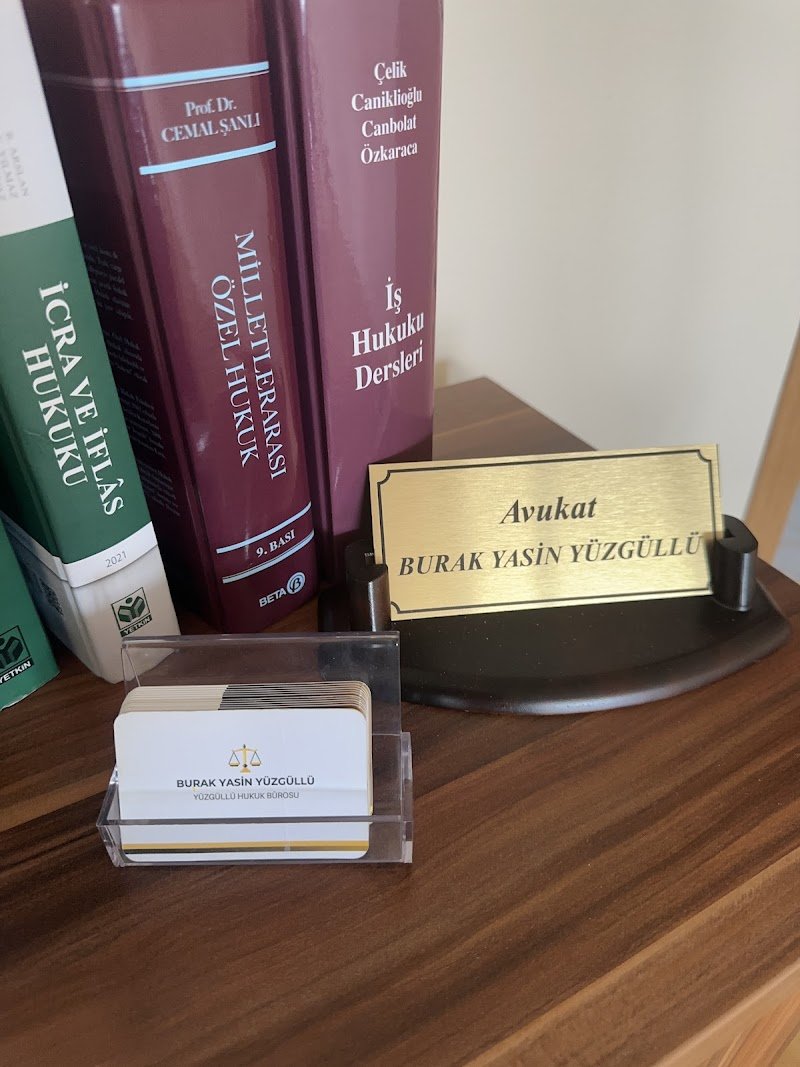 İCRA VE İFLÂS
HUKUKU
2021
YETKİN
YETKİN
Prof. Dr.
CEMAL ŞANLI
MİLLETLERARASI
ÖZEL HUKUK
9. BASI
BETA B
Çelik
Caniklioğlu
Canbolat
Özkaraca
İş
Hukuku
Dersleri
Avukat
BURAK YASİN YÜZGÜLLÜ
BURAK YASİN YÜZGÜLLÜ
YÜZGÜLLÜ HUKUK BÜROSU